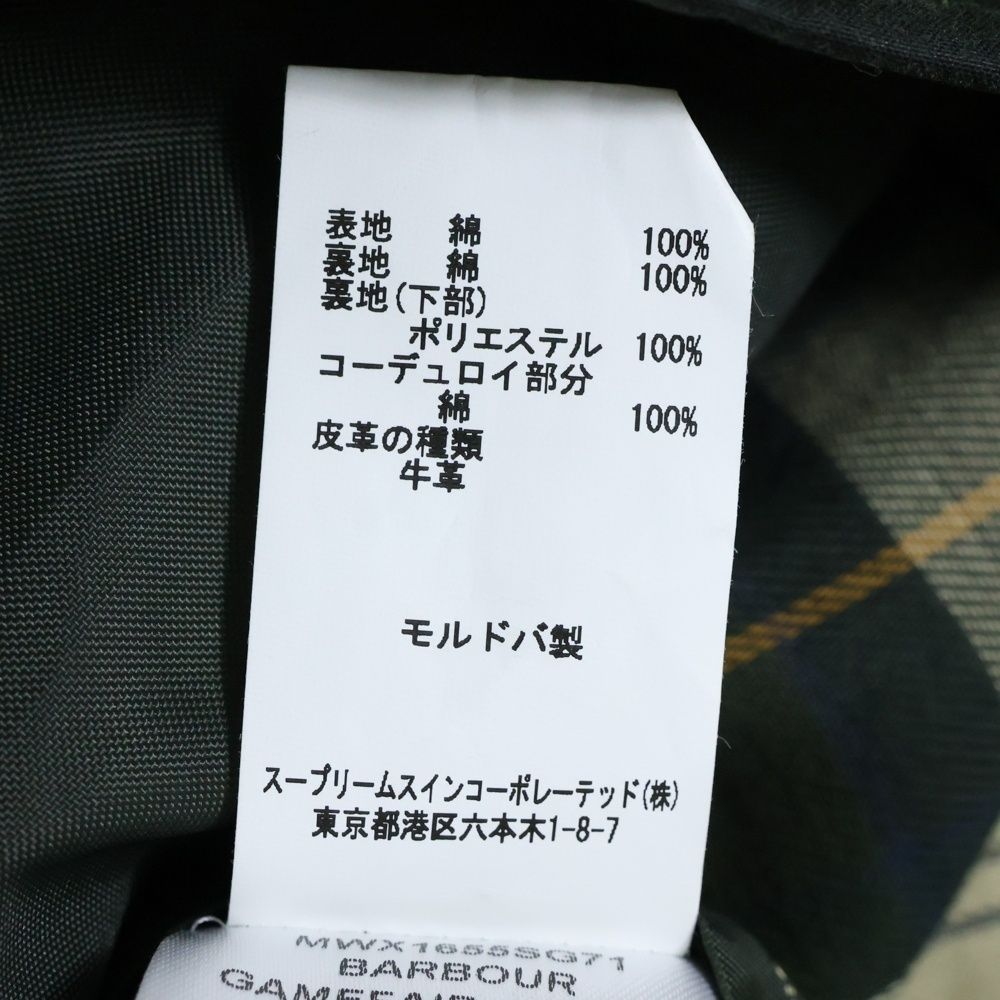 表地 綿 100%
裏地 綿 100%
裏地(下部)
ポリエステル 100%
コーデュロイ部分
綿 100%
皮革の種類
牛革
モルドバ製
スープリームスインコーポレーテッド(株)
東京都港区六本木1-8-7
MWX1655SG71
BARBOUR